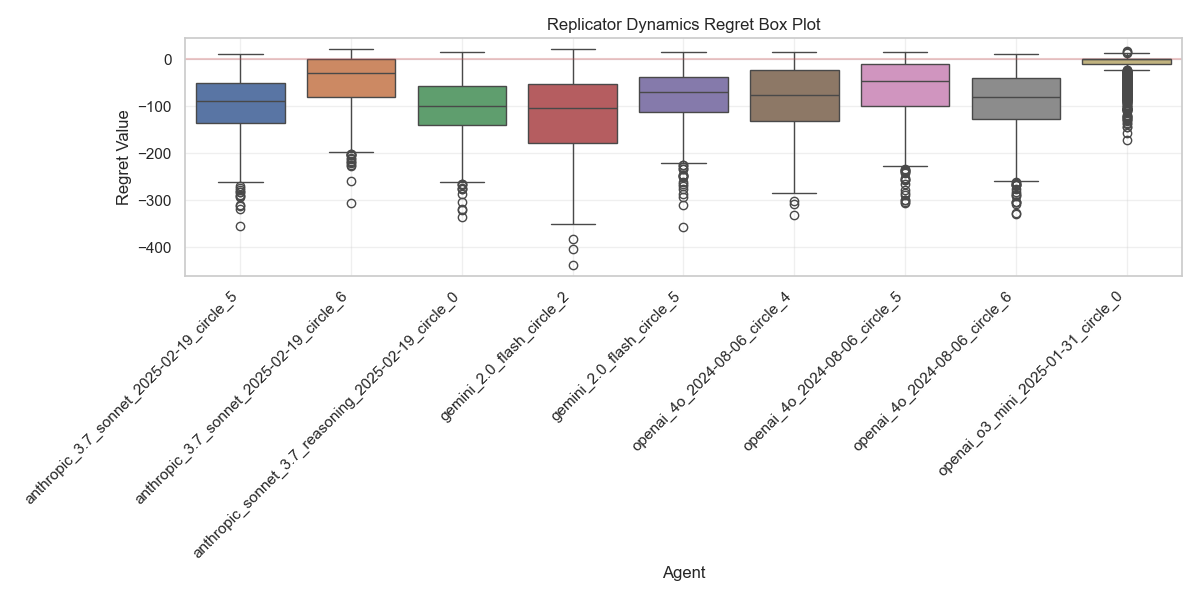 Replicator Dynamics Regret Box Plot
Regret Value
0
−100
−200
−300
−400
anthropic_3.7_sonnet_2025-02-19_circle_5
anthropic_3.7_sonnet_2025-02-19_circle_6
anthropic_sonnet_3.7_reasoning_2025-02-19_circle_0
gemini_2.0_flash_circle_2
gemini_2.0_flash_circle_5
openai_4o_2024-08-06_circle_4
openai_4o_2024-08-06_circle_5
openai_4o_2024-08-06_circle_6
openai_o3_mini_2025-01-31_circle_0
Agent